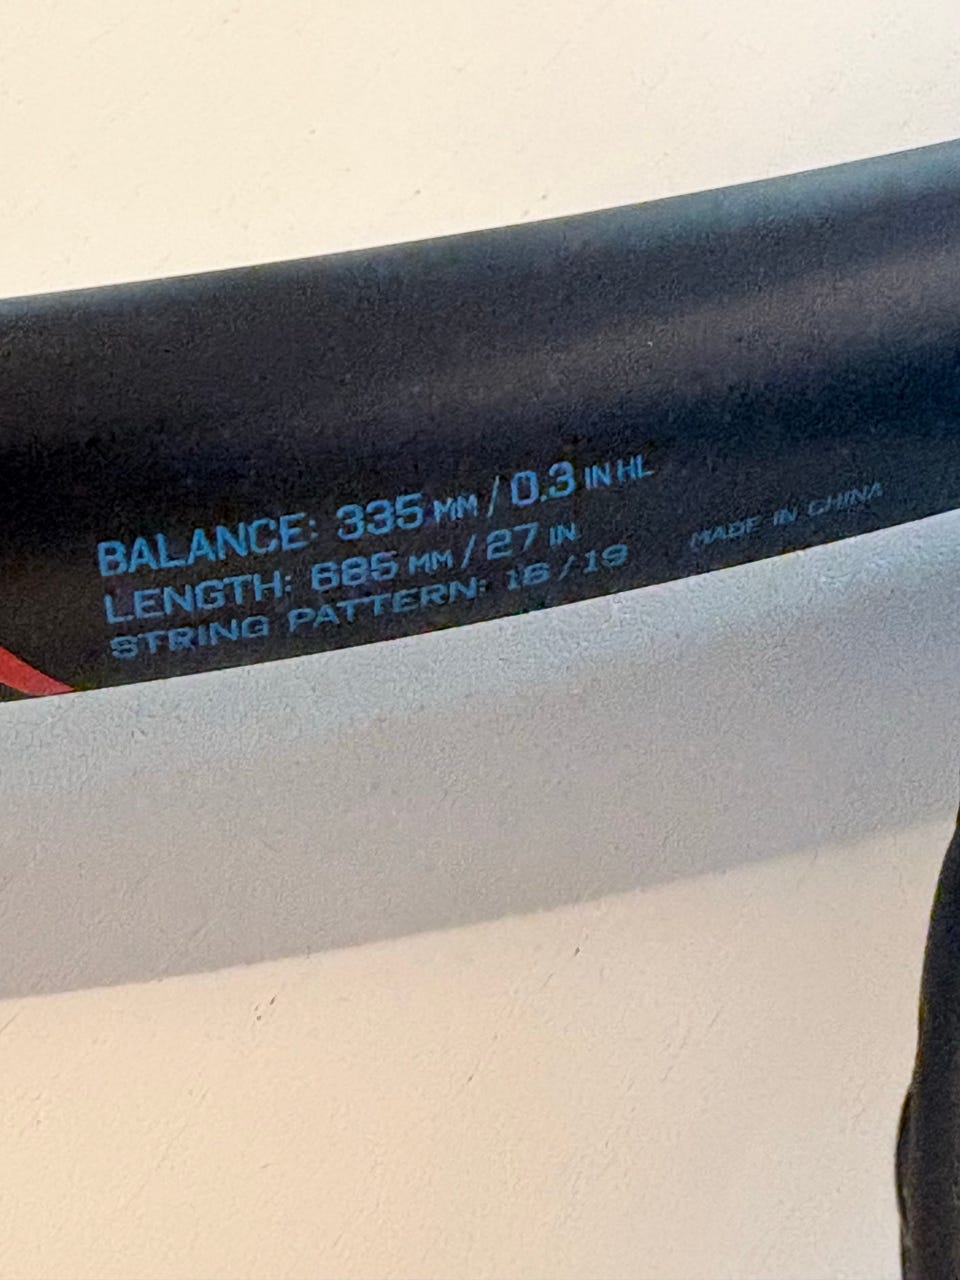 BALANCE: 335 MM / 0.3 IN HL
LENGTH: 685 MM / 27 IN
STRING PATTERN: 16 / 19
MADE IN CHINA